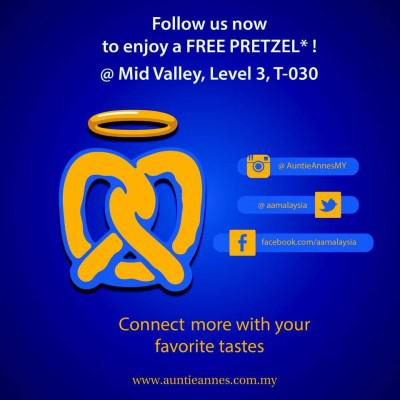 Follow us now
to enjoy a FREE PRETZEL* !
@ Mid Valley, Level 3, T-030
@ AuntieAnnesMY
@ aamalaysia
facebook.com/aamalaysia
Connect more with your
favorite tastes
www.auntieannes.com.my